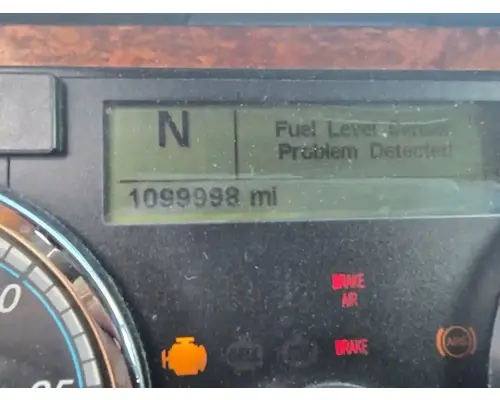 N
Fuel Level Sensor
Problem Detected
1099998 mi
BRAKE
AIR
BRAKE
ABS